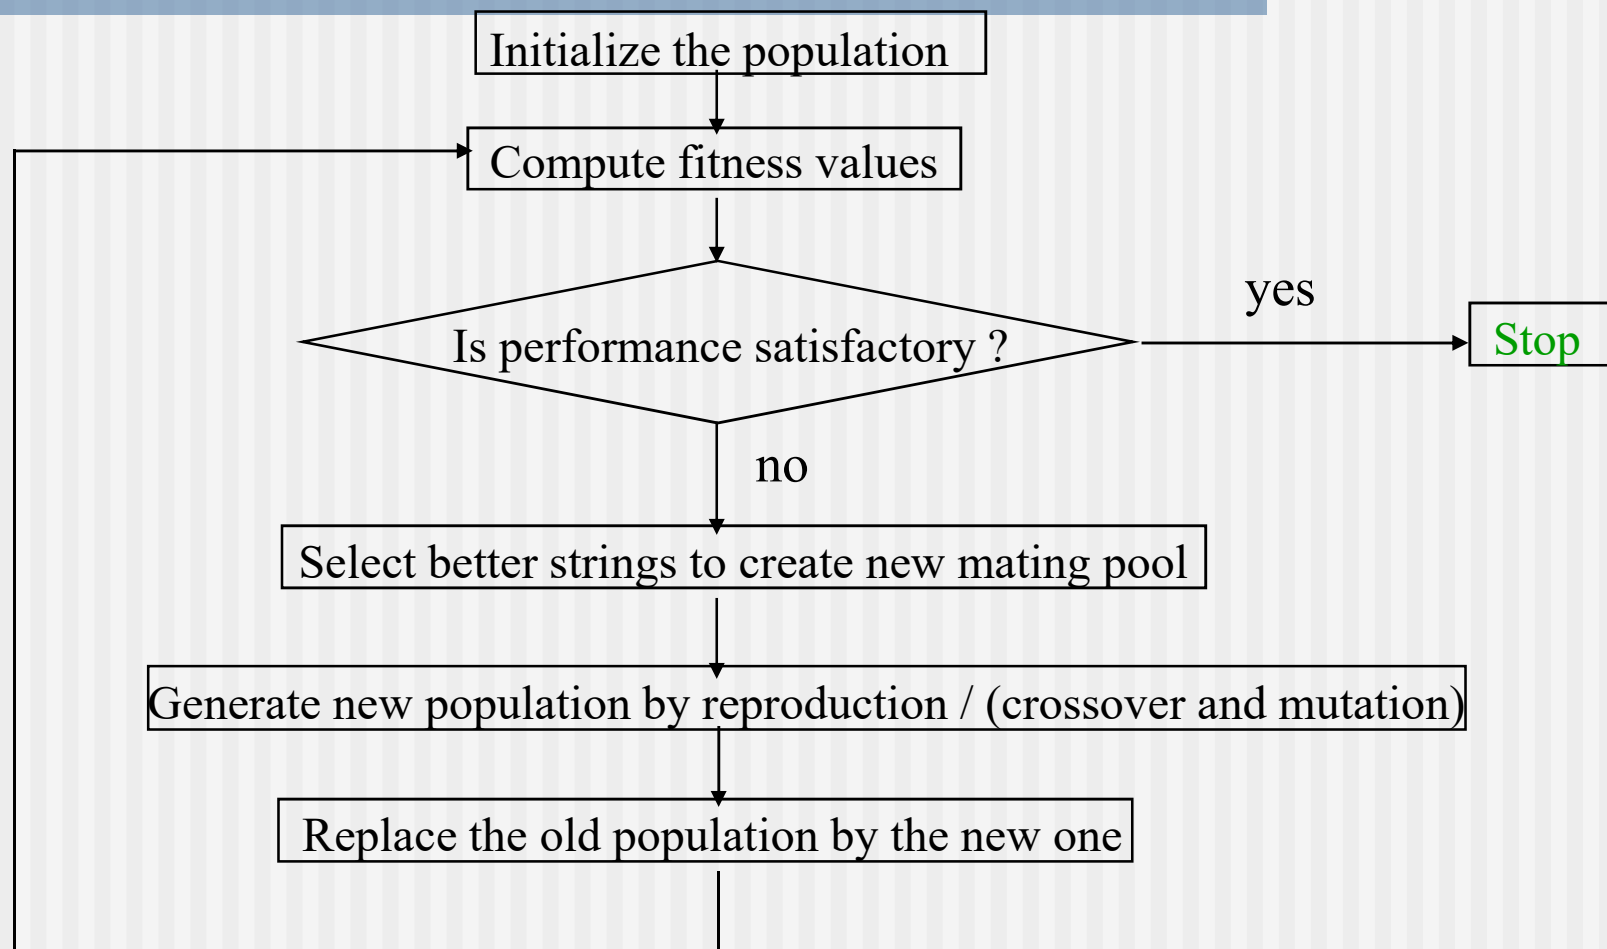 Initialize the population
Compute fitness values
Is performance satisfactory ?
yes
Stop
no
Select better strings to create new mating pool
Generate new population by reproduction / (crossover and mutation)
Replace the old population by the new one